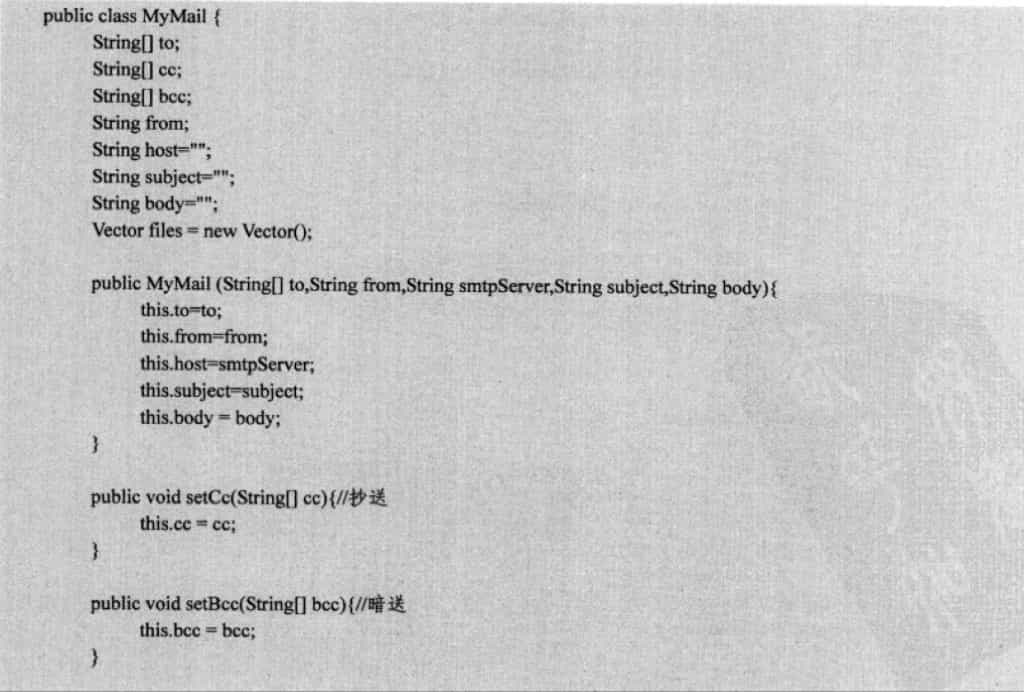 public class MyMail {
String[] to;
String[] cc;
String[] bcc;
String from;
String host="";
String subject="";
String body="";
Vector files = new Vector();
public MyMail (String[] to,String from,String smtpServer,String subject,String body){
this.to=to;
this.from=from;
this.host=smtpServer;
this.subject=subject;
this.body = body;
}
public void setCc(String[] cc){//抄送
this.cc = cc;
}
public void setBcc(String[] bcc){//暗送
this.bcc = bcc;
}